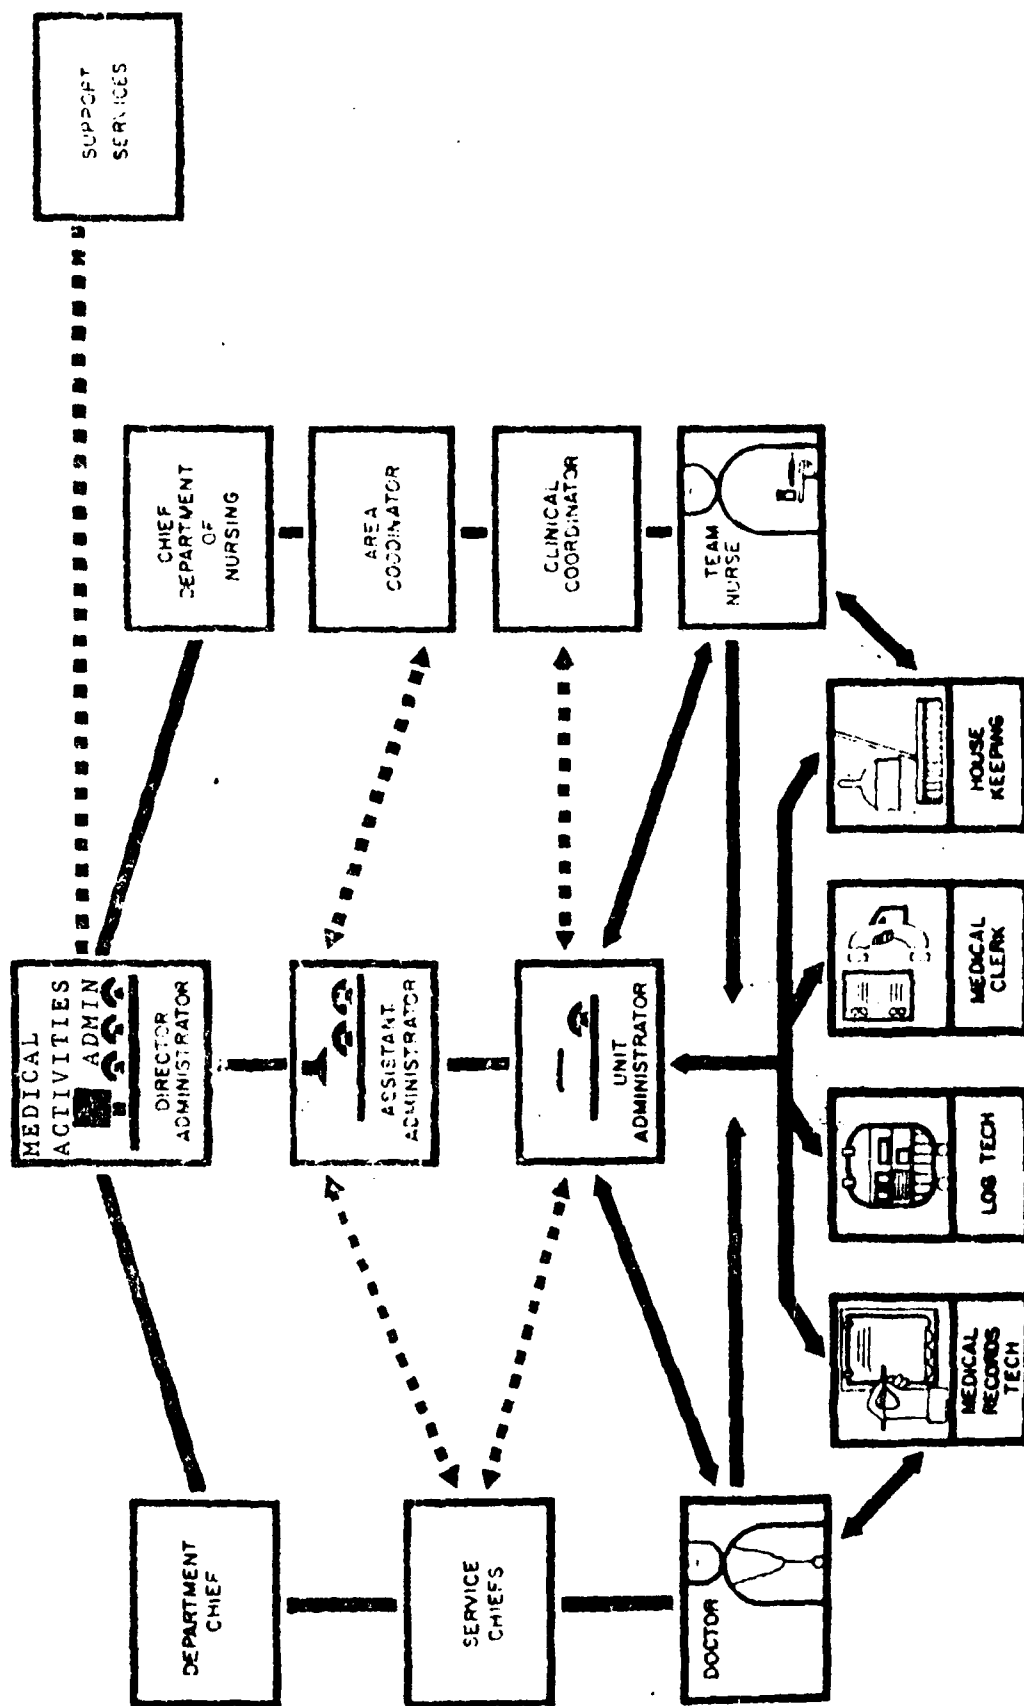 MEDICAL
ACTIVITIES
ADMIN
DIRECTOR
ADMINISTRATOR
SUPPORT
SERVICES
DEPARTMENT
CHIEF
CHIEF
DEPARTMENT
OF
NURSING
ASSISTANT
ADMINISTRATOR
AREA
COODINATOR
SERVICE
CHIEFS
UNIT
ADMINISTRATOR
CLINICAL
COORDINATOR
DOCTOR
TEAM
NURSE
MEDICAL
RECORDS
TECH
LOG TECH
MEDICAL
CLERK
HOUSE
KEEPING